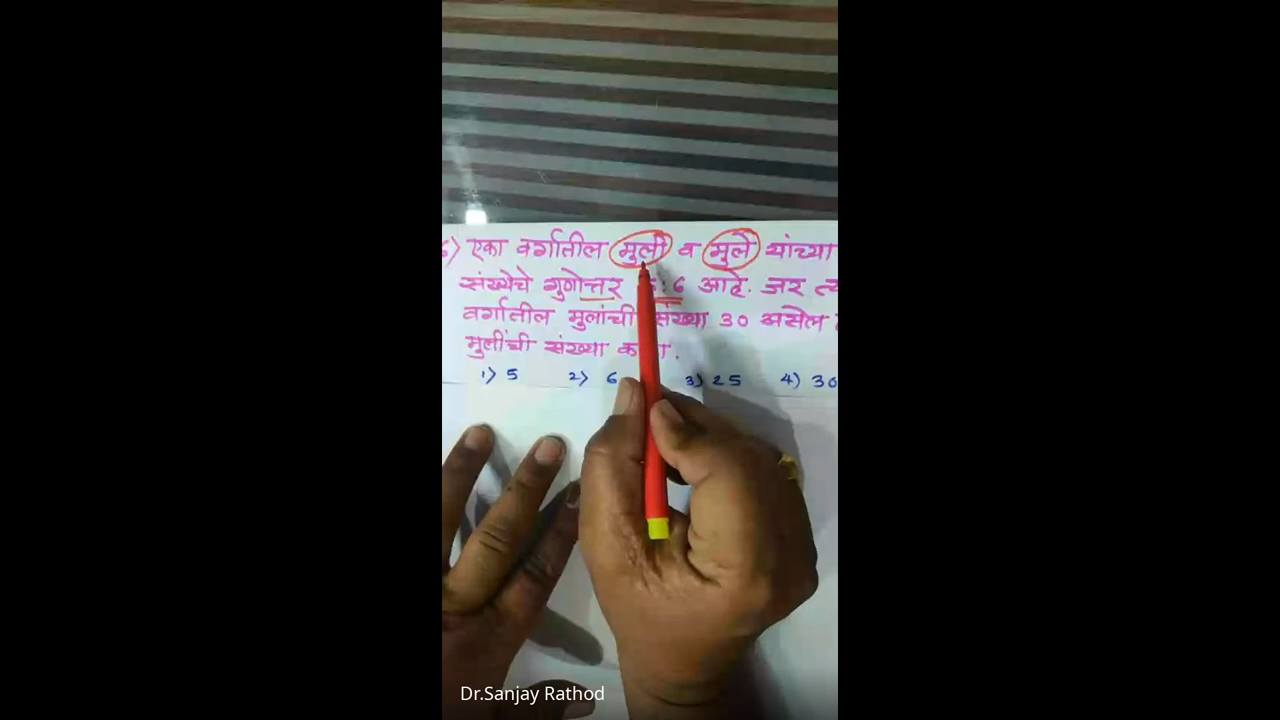 एका वर्गातील मुली व मुले यांच्या
संख्येचे गुणोत्तर : 6 आहे. जर
वर्गातील मुलांची संख्या 30 असेल
मुलींची संख्या
1) 5 2) 6 3) 25 4) 30
Dr.Sanjay Rathod